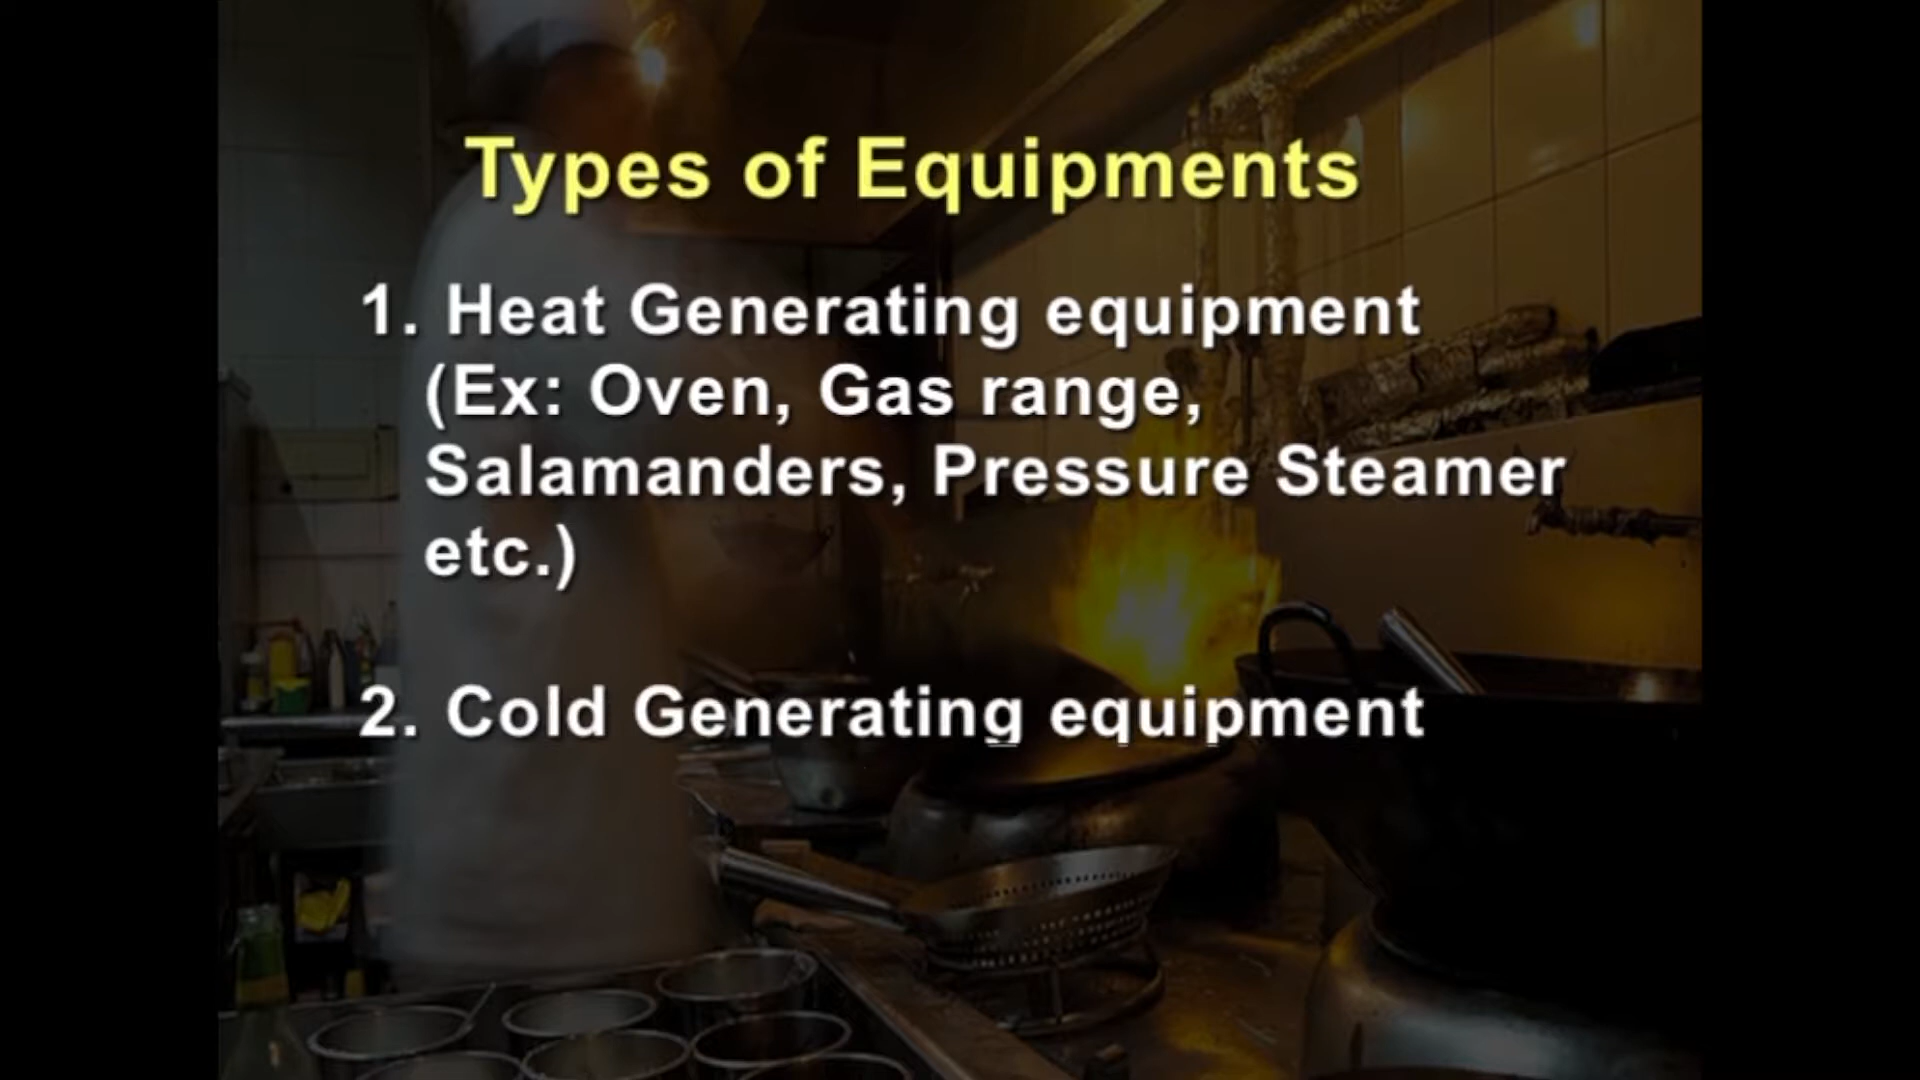 Types of Equipments
1. Heat Generating equipment
(Ex: Oven, Gas range,
Salamanders, Pressure Steamer
etc.)
2. Cold Generating equipment